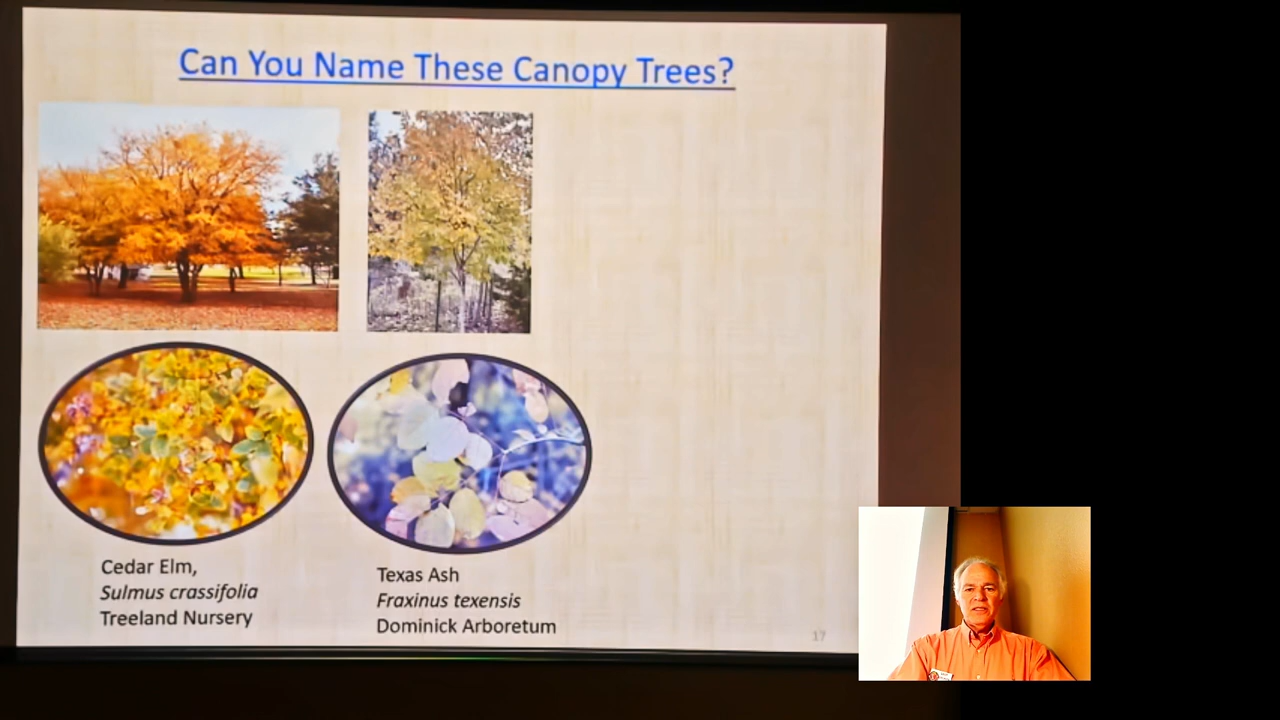 Can You Name These Canopy Trees?
Cedar Elm,
Sulmus crassifolia
Treeland Nursery
Texas Ash
Fraxinus texensis
Dominick Arboretum
17